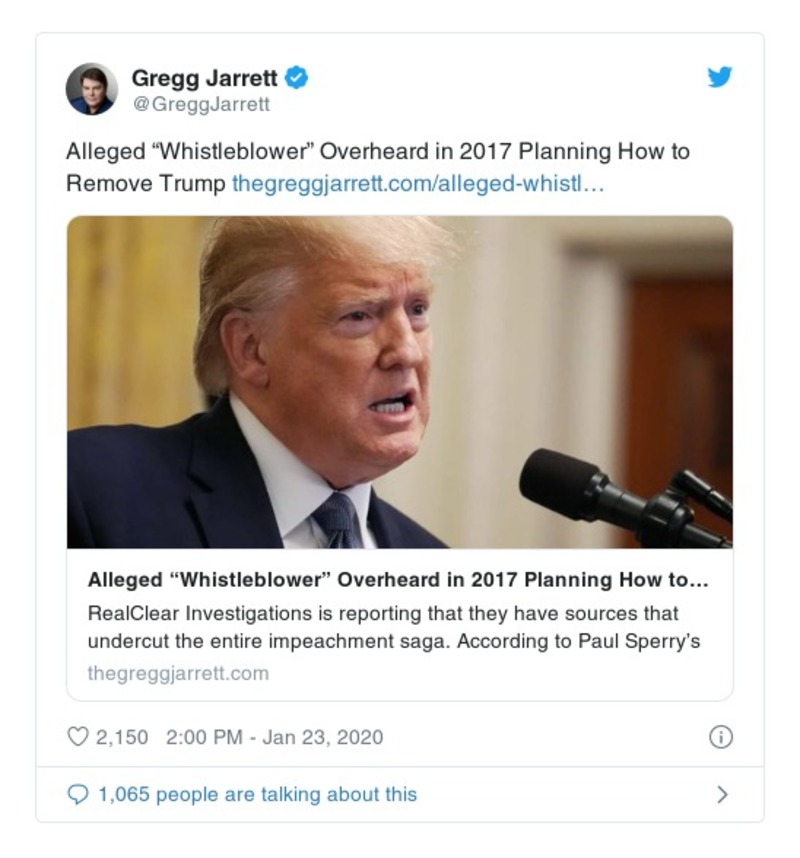 Gregg Jarrett
@GreggJarrett
Alleged “Whistleblower” Overheard in 2017 Planning How to
Remove Trump thegreggjarrett.com/alleged-whistl…
Alleged “Whistleblower” Overheard in 2017 Planning How to…
RealClear Investigations is reporting that they have sources that
undercut the entire impeachment saga. According to Paul Sperry’s
thegreggjarrett.com
2,150 2:00 PM - Jan 23, 2020
1,065 people are talking about this